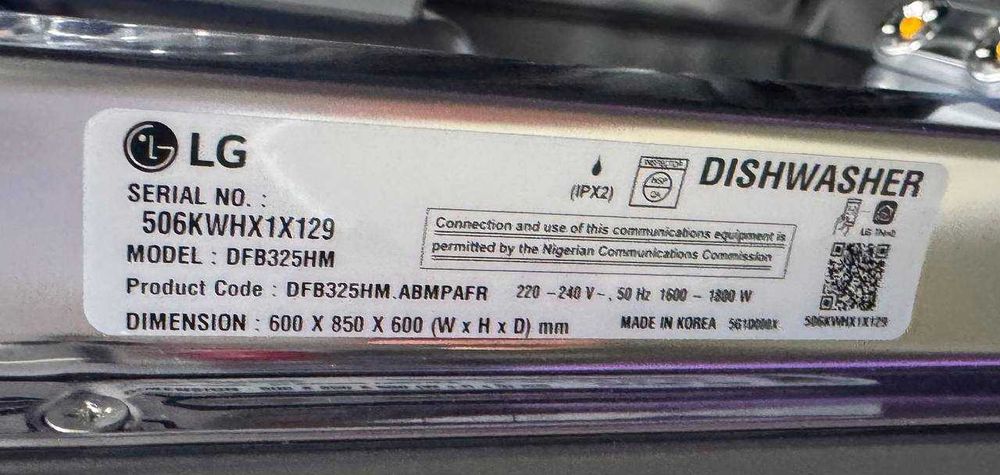 LG
DISHWASHER
SERIAL NO. :
506KWHX1X129
(IPX2)
MODEL : DFB325HM
Connection and use of this communications equipment is
permitted by the Nigerian Communications Commission
Product Code : DFB325HM.ABMPAFR
220 –240 V~, 50 Hz 1600 – 1800 W
DIMENSION : 600 X 850 X 600 (W x H x D) mm
MADE IN KOREA
506KWHX1X129